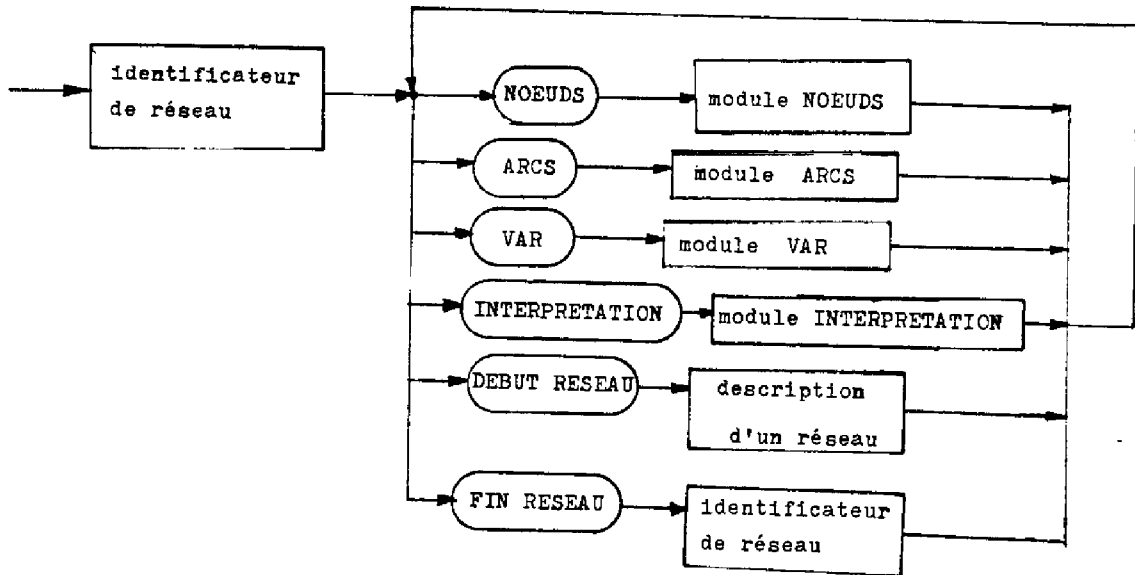 identificateur
de réseau
NOEUDS
module NOEUDS
ARCS
module ARCS
VAR
module VAR
INTERPRETATION
module INTERPRETATION
DEBUT RESEAU
description
d'un réseau
FIN RESEAU
identificateur
de réseau